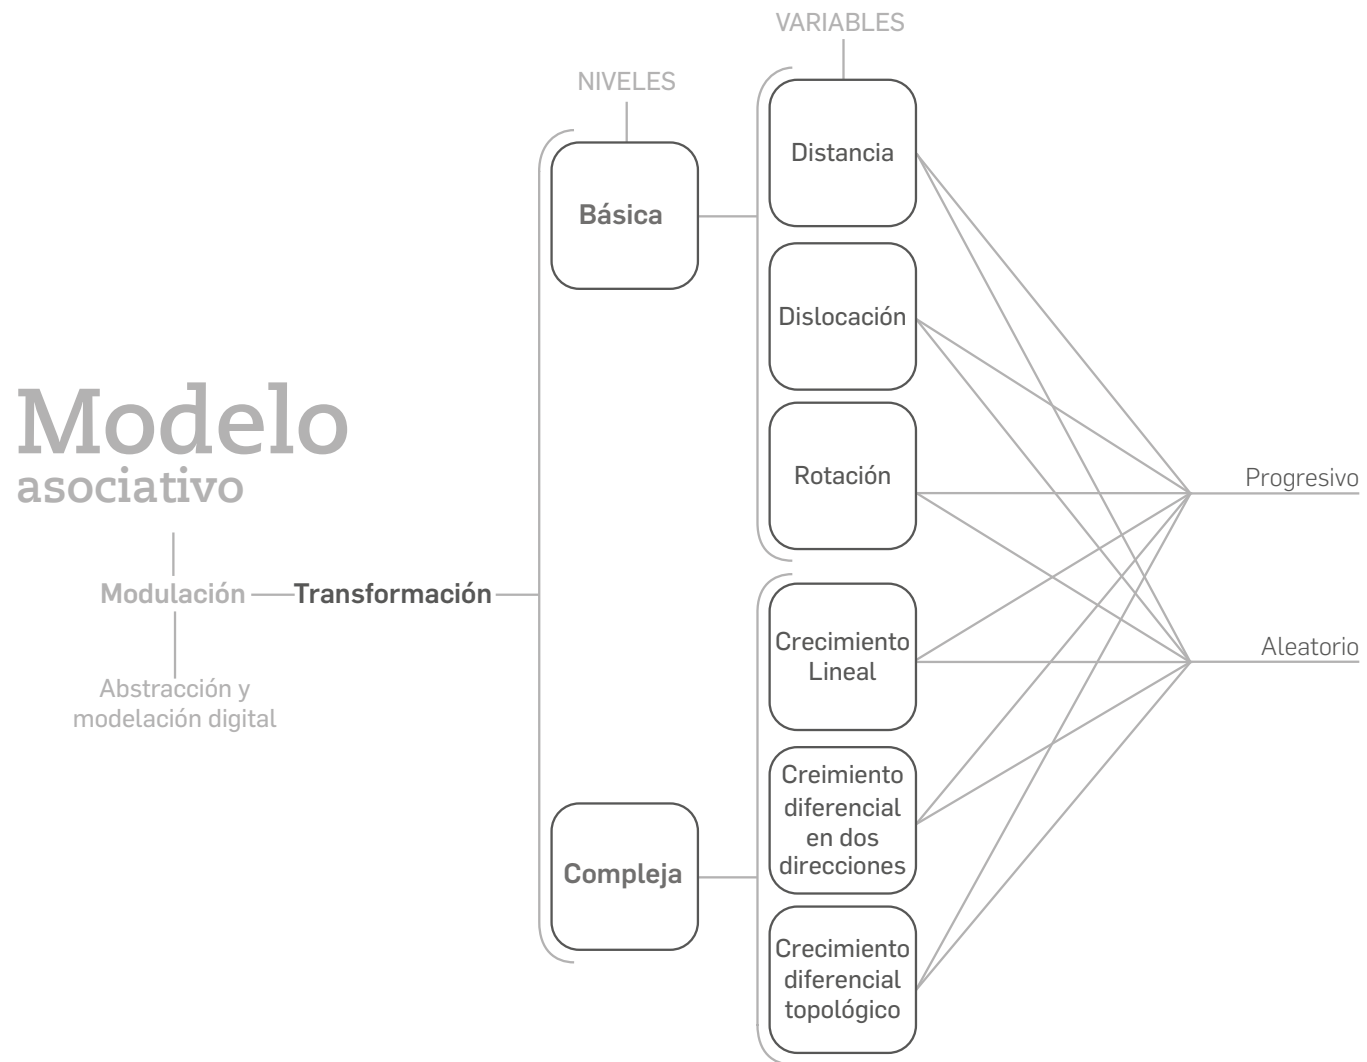 VARIABLES
NIVELES
Distancia
Básica
Dislocación
Modelo
asociativo
Rotación
Progresivo
Modulación
Transformación
Crecimiento
Lineal
Aleatorio
Abstracción y
modelación digital
Creimiento
diferencial
en dos
direcciones
Compleja
Crecimiento
diferencial
topológico